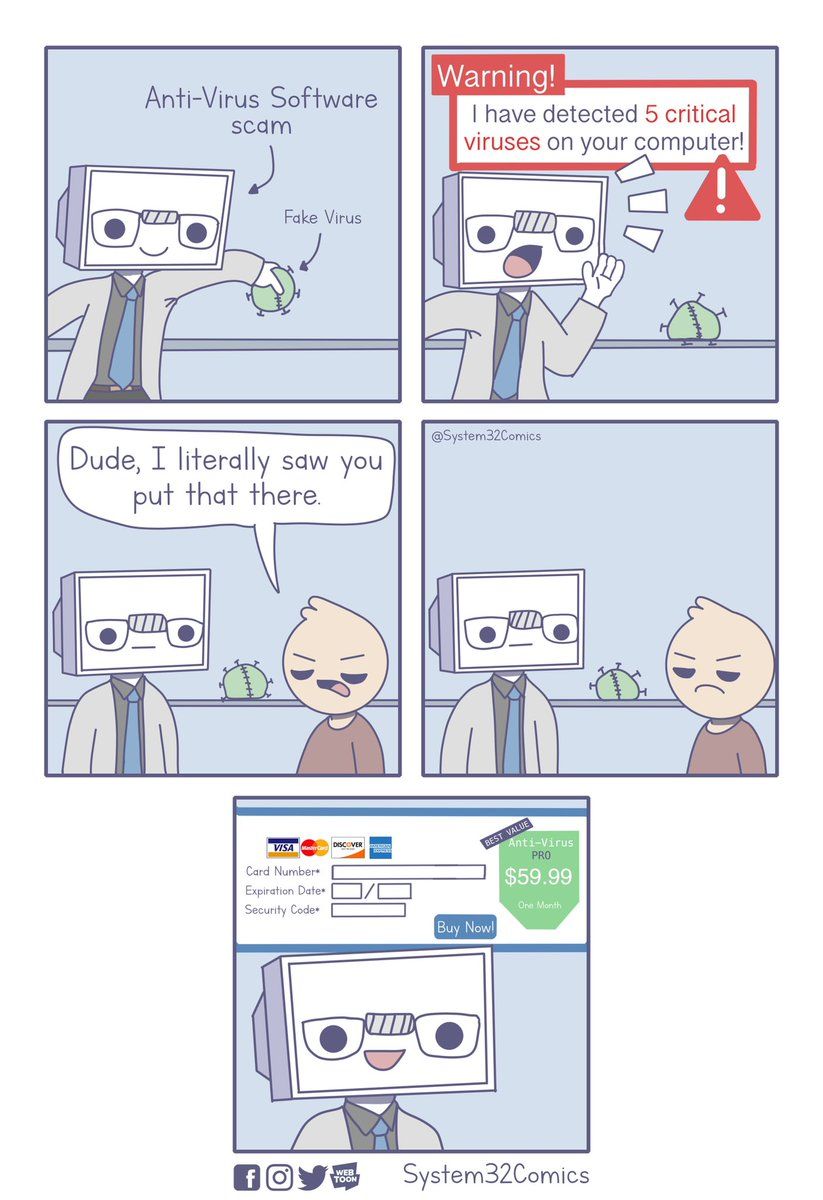 Anti-Virus Software
scam
Fake Virus
Warning!
I have detected 5 critical
viruses on your computer!
!
Dude, I literally saw you
put that there.
@System32Comics
VISA
MasterCard
DISCOVER
AMERICAN
EXPRESS
BEST VALUE
Anti-Virus
PRO
$59.99
One Month
Card Number*
Expiration Date* /
Security Code*
Buy Now!
WEB
TOON
System32Comics